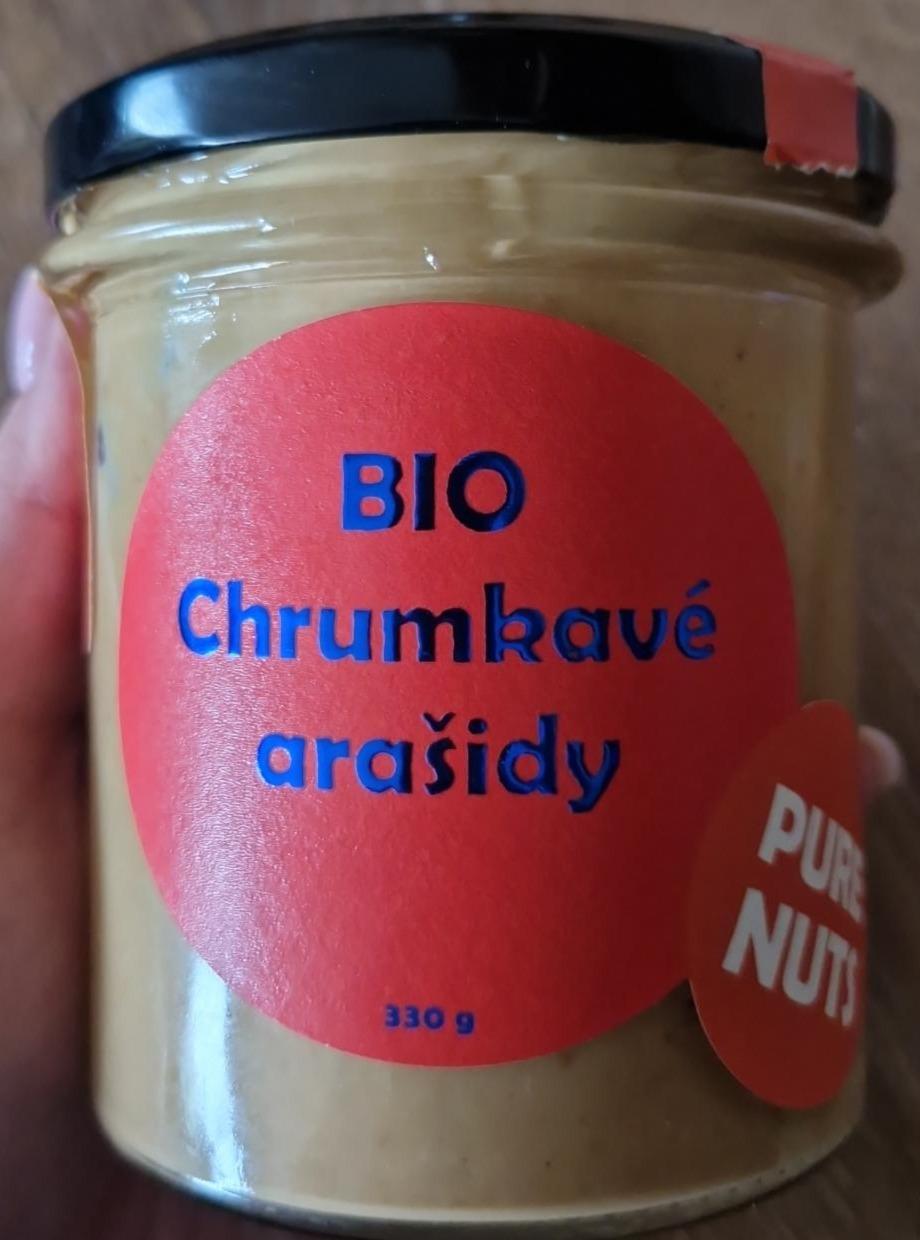 BIO
Chrumkavé
arašidy
330 g
PURE
NUTS